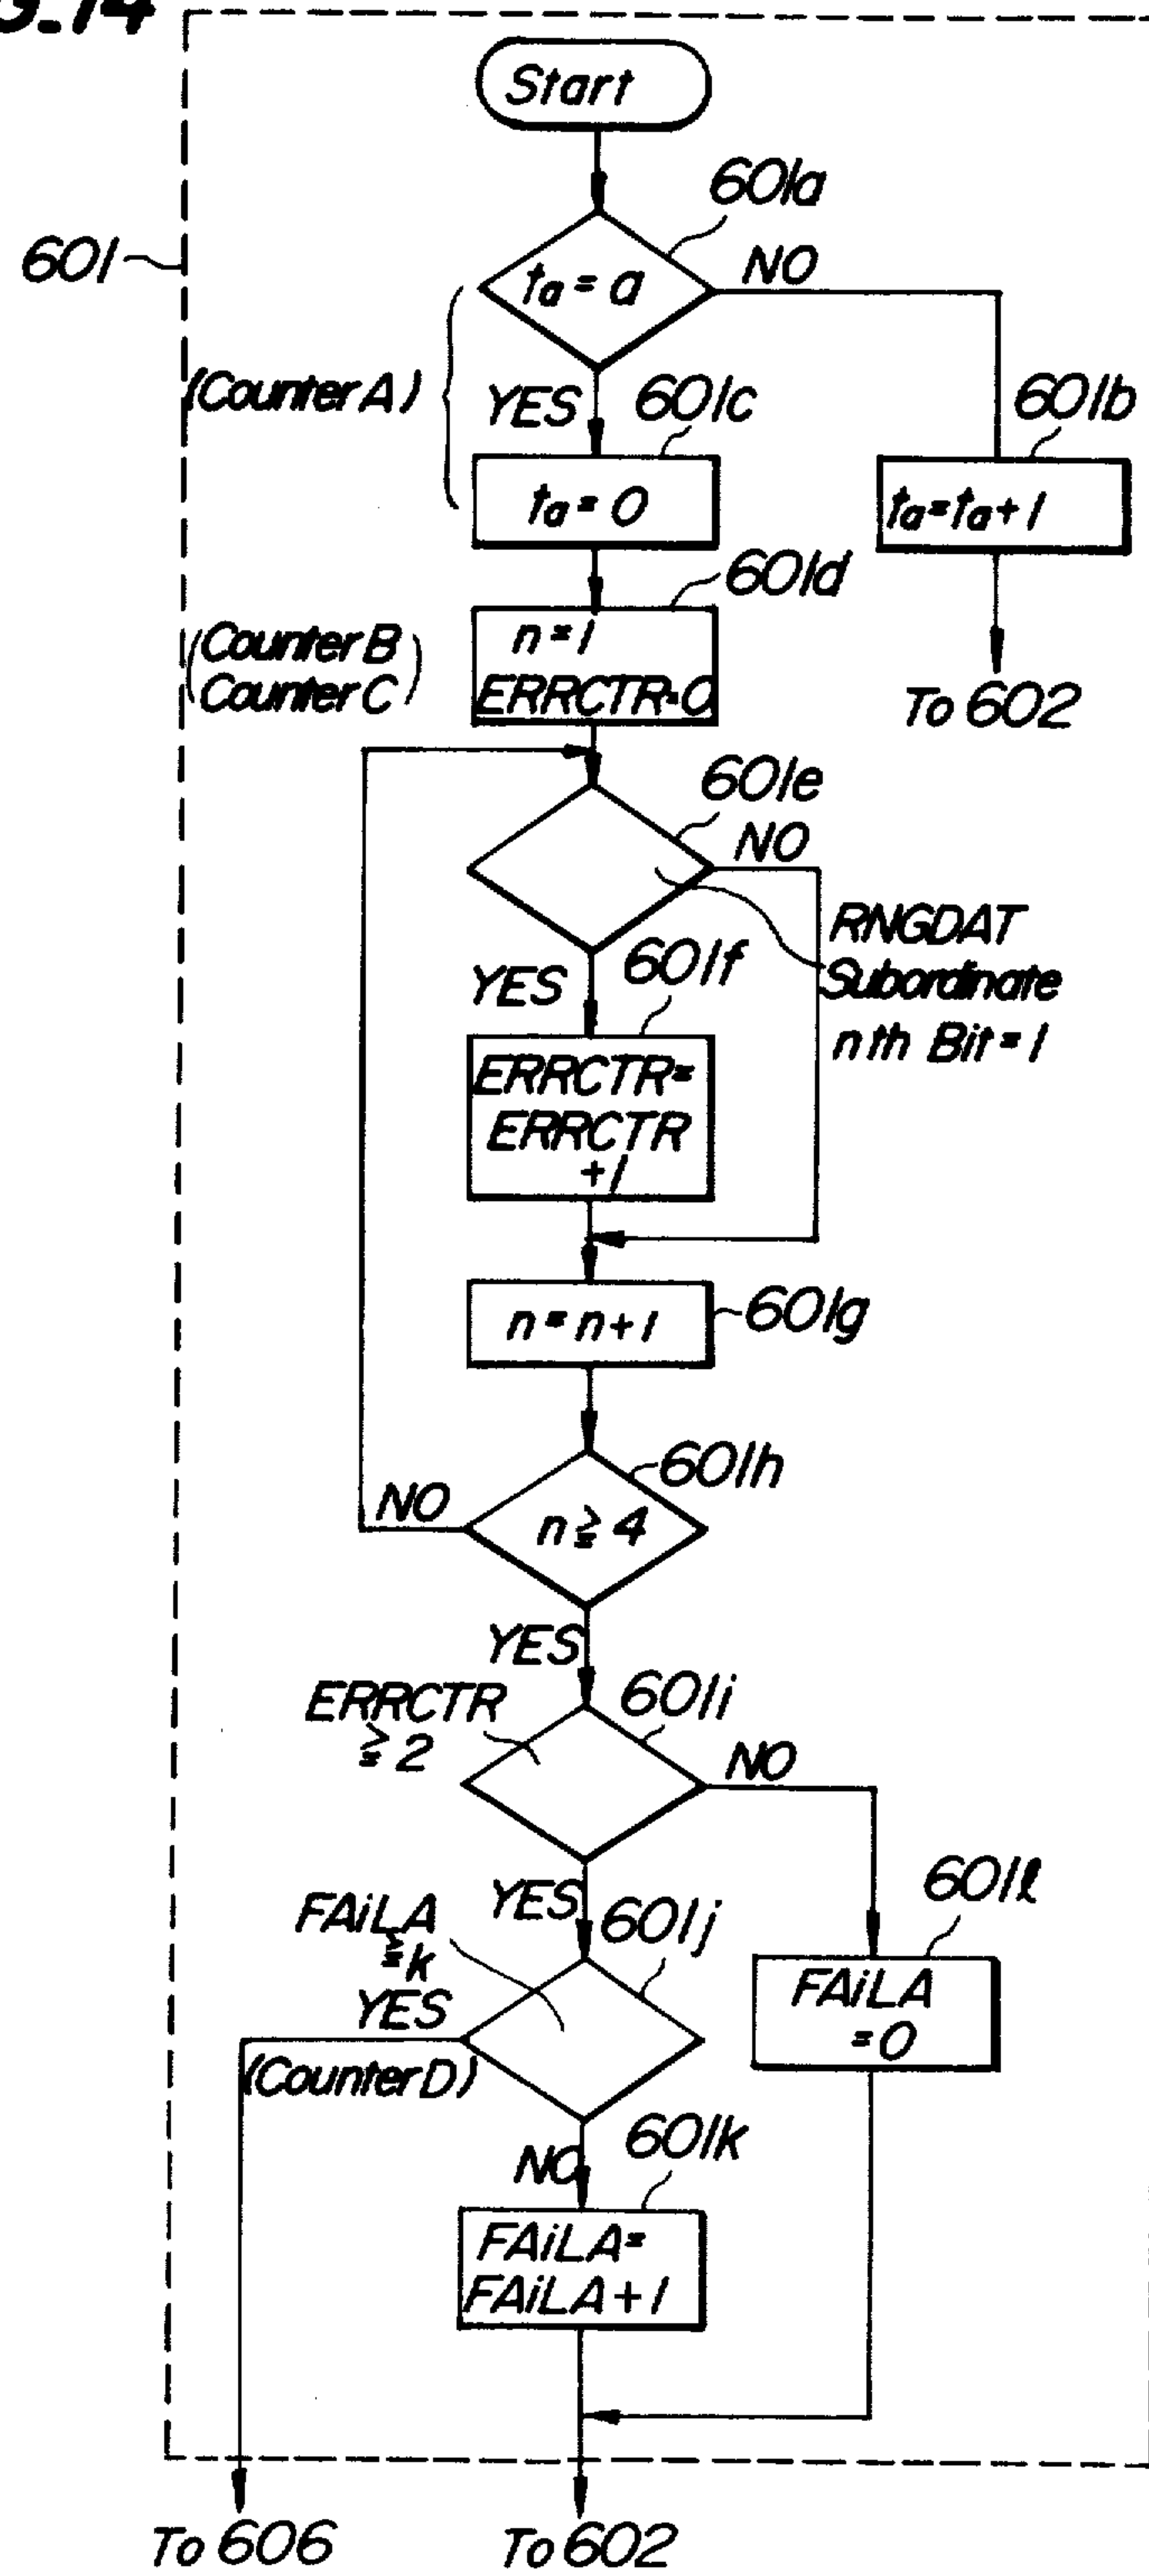 Start
601a
601
ta = a
NO
(Counter A)
YES
601c
601b
ta = 0
ta = ta + 1
601d
(Counter B
Counter C)
n = 1
ERRCTR = 0
To 602
601e
NO
RNGDAT
Subordinate
nth Bit = 1
YES
601f
ERRCTR =
ERRCTR
+1
n = n + 1
601g
601h
NO
n ≧ 4
YES
ERRCTR
≧ 2
601i
NO
YES
601j
601l
FAiLA
≧ k
YES
(Counter D)
FAiLA
= 0
NO
601k
FAiLA =
FAiLA + 1
To 606
To 602